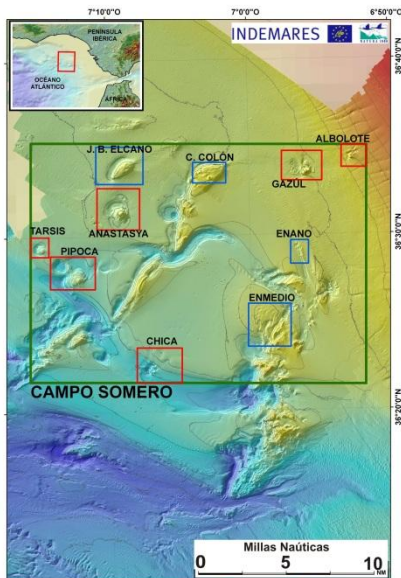 7°10'0"W
7°0'0"W
6°50'0"W
PENÍNSULA
IBÉRICA
OCÉANO
ATLÁNTICO
ÁFRICA
INDEMARES
36°40'0"N
ALBOLOTE
J. B. ELCANO
C. COLÓN
GAZUL
ANASTASYA
36°30'0"N
TARSIS
ENANO
PIPOCA
ENMEDIO
CHICA
CAMPO SOMERO
36°20'0"N
Millas Naúticas
0 5 10
NM